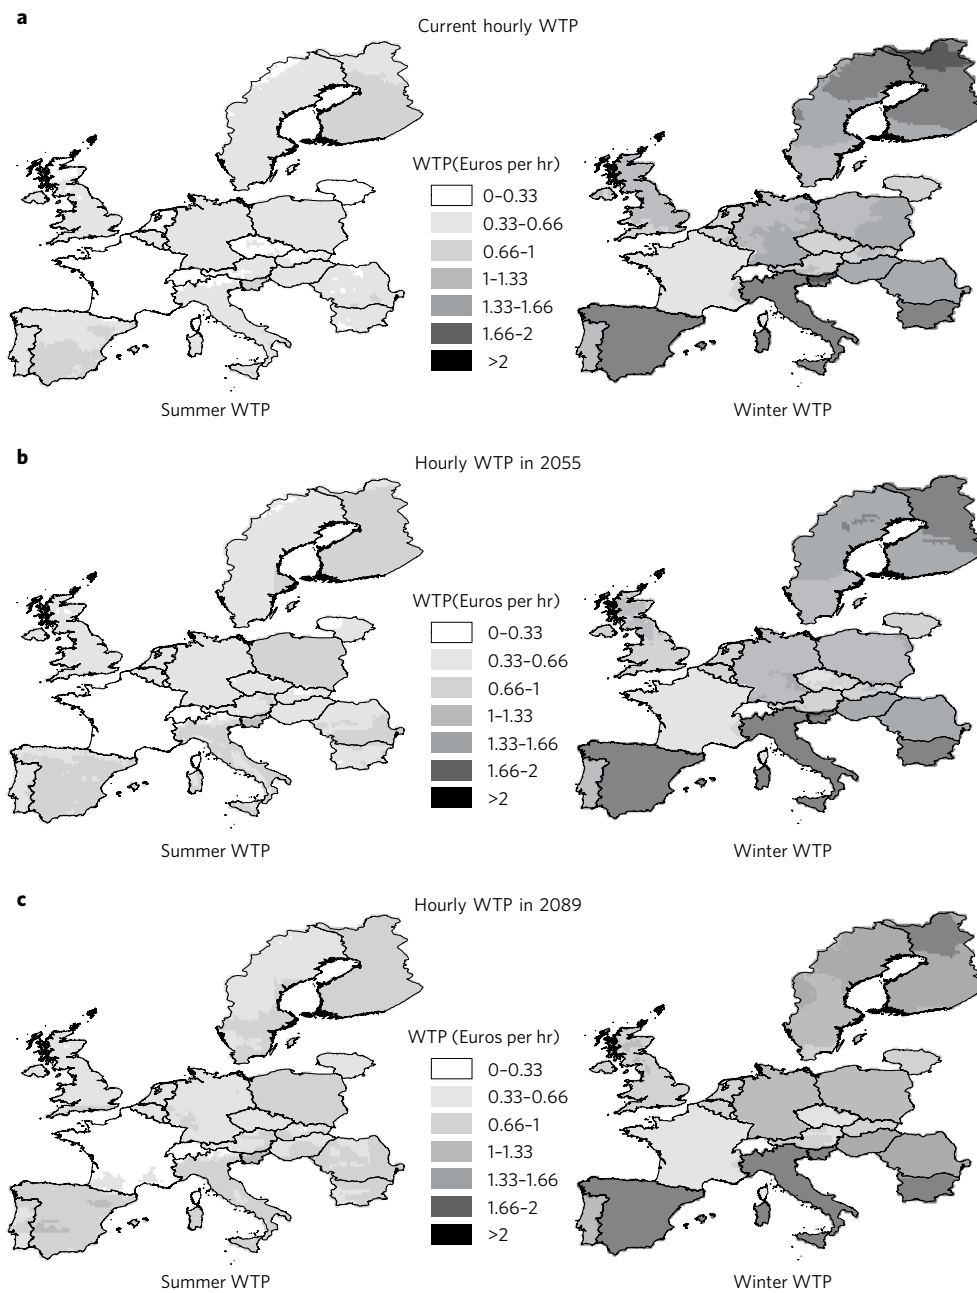 a
Current hourly WTP
WTP(Euros per hr)
0–0.33
0.33–0.66
0.66–1
1–1.33
1.33–1.66
1.66–2
>2
Summer WTP
Winter WTP
b
Hourly WTP in 2055
WTP(Euros per hr)
0–0.33
0.33–0.66
0.66–1
1–1.33
1.33–1.66
1.66–2
>2
Summer WTP
Winter WTP
c
Hourly WTP in 2089
WTP (Euros per hr)
0–0.33
0.33–0.66
0.66–1
1–1.33
1.33–1.66
1.66–2
>2
Summer WTP
Winter WTP